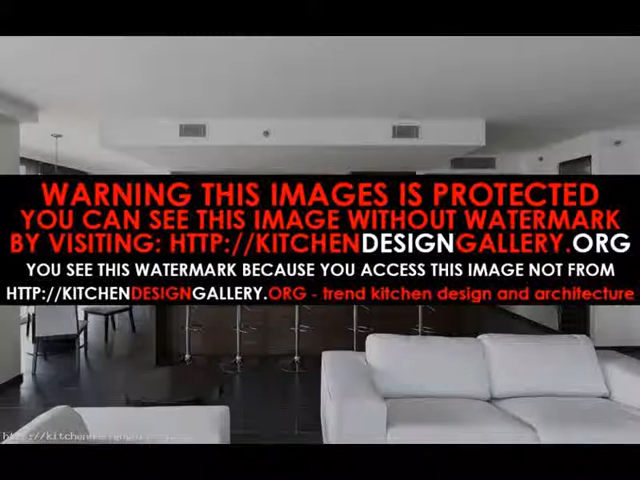 WARNING THIS IMAGES IS PROTECTED
YOU CAN SEE THIS IMAGE WITHOUT WATERMARK
BY VISITING: HTTP://KITCHENDESIGNGALLERY.ORG
YOU SEE THIS WATERMARK BECAUSE YOU ACCESS THIS IMAGE NOT FROM
HTTP://KITCHENDESIGNGALLERY.ORG - trend kitchen design and architecture